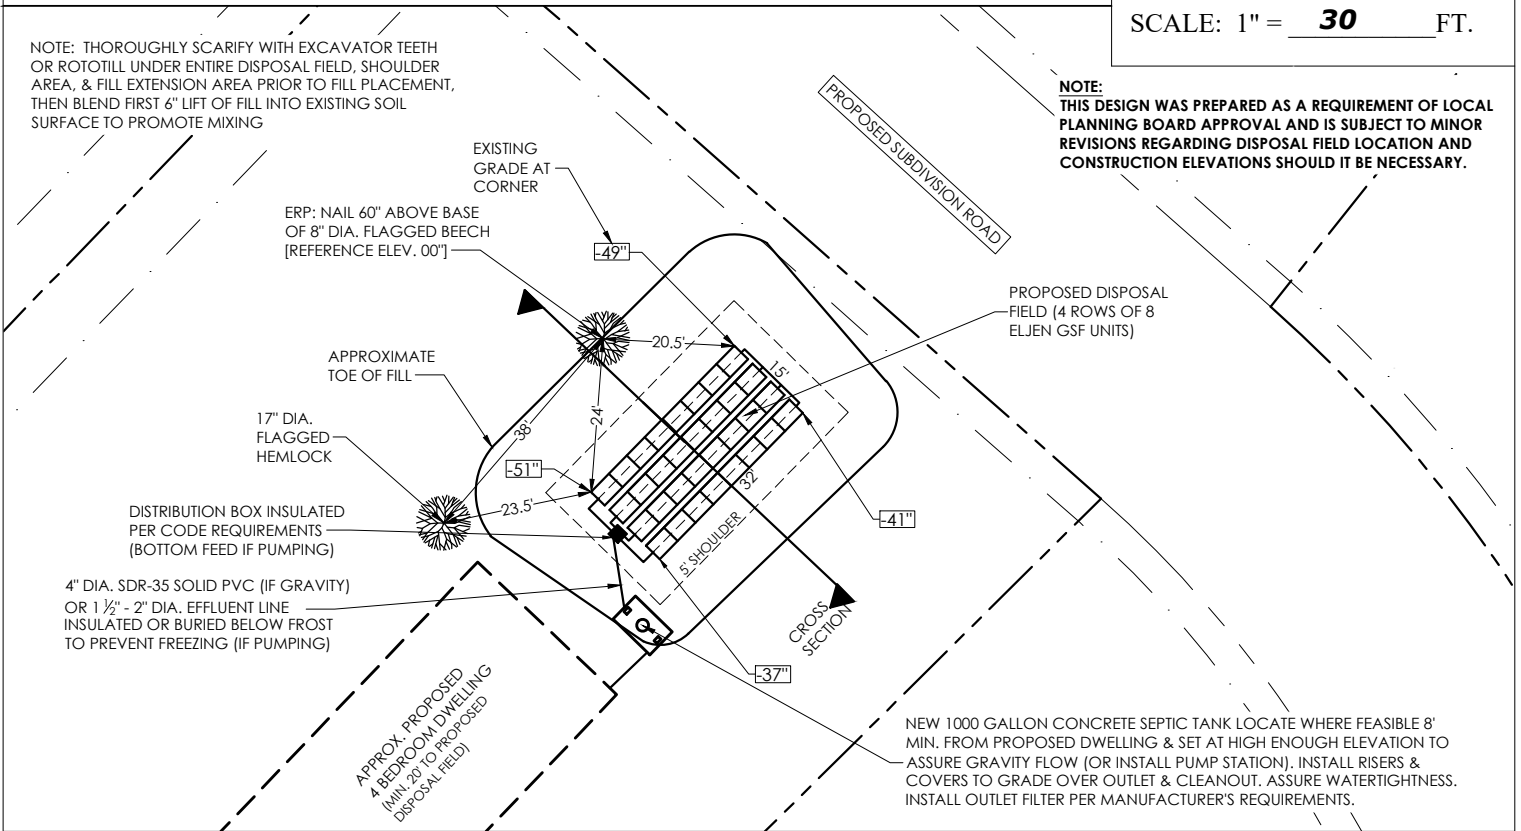 SCALE: 1" = 30 FT.
NOTE: THOROUGHLY SCARIFY WITH EXCAVATOR TEETH
OR ROTOTILL UNDER ENTIRE DISPOSAL FIELD, SHOULDER
AREA, & FILL EXTENSION AREA PRIOR TO FILL PLACEMENT,
THEN BLEND FIRST 6" LIFT OF FILL INTO EXISTING SOIL
SURFACE TO PROMOTE MIXING
NOTE:
THIS DESIGN WAS PREPARED AS A REQUIREMENT OF LOCAL
PLANNING BOARD APPROVAL AND IS SUBJECT TO MINOR
REVISIONS REGARDING DISPOSAL FIELD LOCATION AND
CONSTRUCTION ELEVATIONS SHOULD IT BE NECESSARY.
PROPOSED SUBDIVISION ROAD
EXISTING
GRADE AT
CORNER
ERP: NAIL 60" ABOVE BASE
OF 8" DIA. FLAGGED BEECH
[REFERENCE ELEV. 00"]
-49"
PROPOSED DISPOSAL
FIELD (4 ROWS OF 8
ELJEN GSF UNITS)
20.5'
15'
APPROXIMATE
TOE OF FILL
24'
38'
17" DIA.
FLAGGED
HEMLOCK
-51"
32'
23.5'
-41"
DISTRIBUTION BOX INSULATED
PER CODE REQUIREMENTS
(BOTTOM FEED IF PUMPING)
5' SHOULDER
4" DIA. SDR-35 SOLID PVC (IF GRAVITY)
OR 1 ½" - 2" DIA. EFFLUENT LINE
INSULATED OR BURIED BELOW FROST
TO PREVENT FREEZING (IF PUMPING)
CROSS
SECTION
-37"
APPROX. PROPOSED
4 BEDROOM DWELLING
(MIN. 20' TO PROPOSED
DISPOSAL FIELD)
NEW 1000 GALLON CONCRETE SEPTIC TANK LOCATE WHERE FEASIBLE 8'
MIN. FROM PROPOSED DWELLING & SET AT HIGH ENOUGH ELEVATION TO
ASSURE GRAVITY FLOW (OR INSTALL PUMP STATION). INSTALL RISERS &
COVERS TO GRADE OVER OUTLET & CLEANOUT. ASSURE WATERTIGHTNESS.
INSTALL OUTLET FILTER PER MANUFACTURER'S REQUIREMENTS.